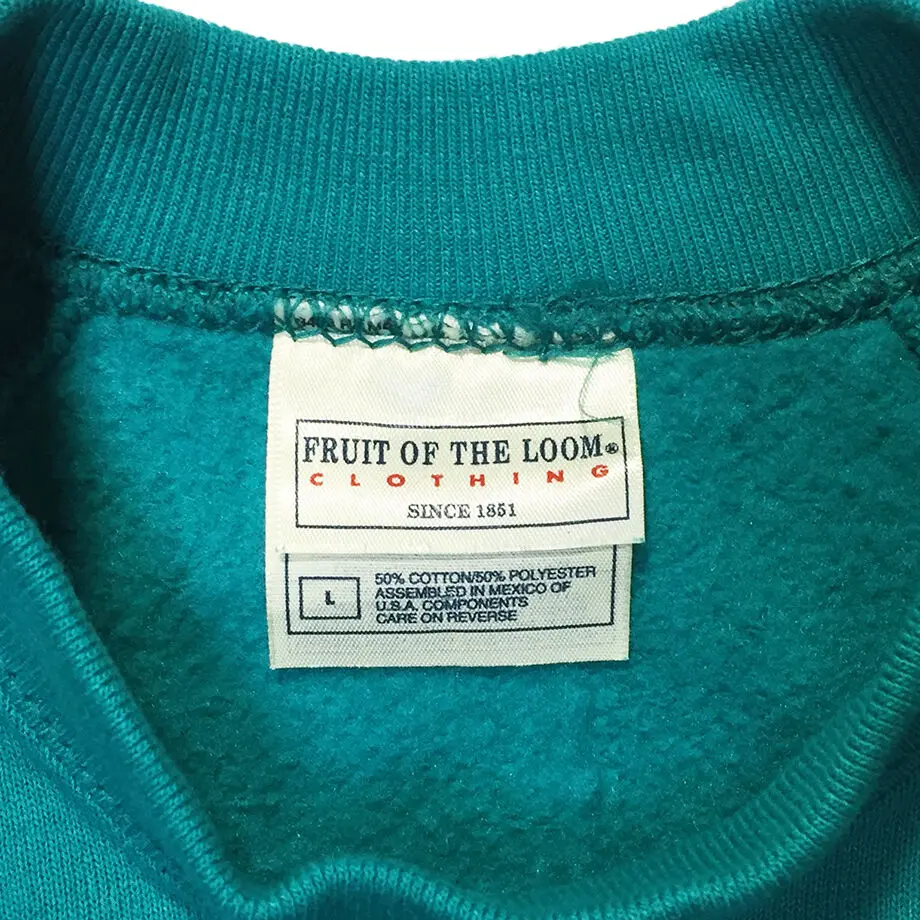 FRUIT OF THE LOOM®
CLOTHING
SINCE 1851
L
50% COTTON/50% POLYESTER
ASSEMBLED IN MEXICO OF
U.S.A. COMPONENTS
CARE ON REVERSE